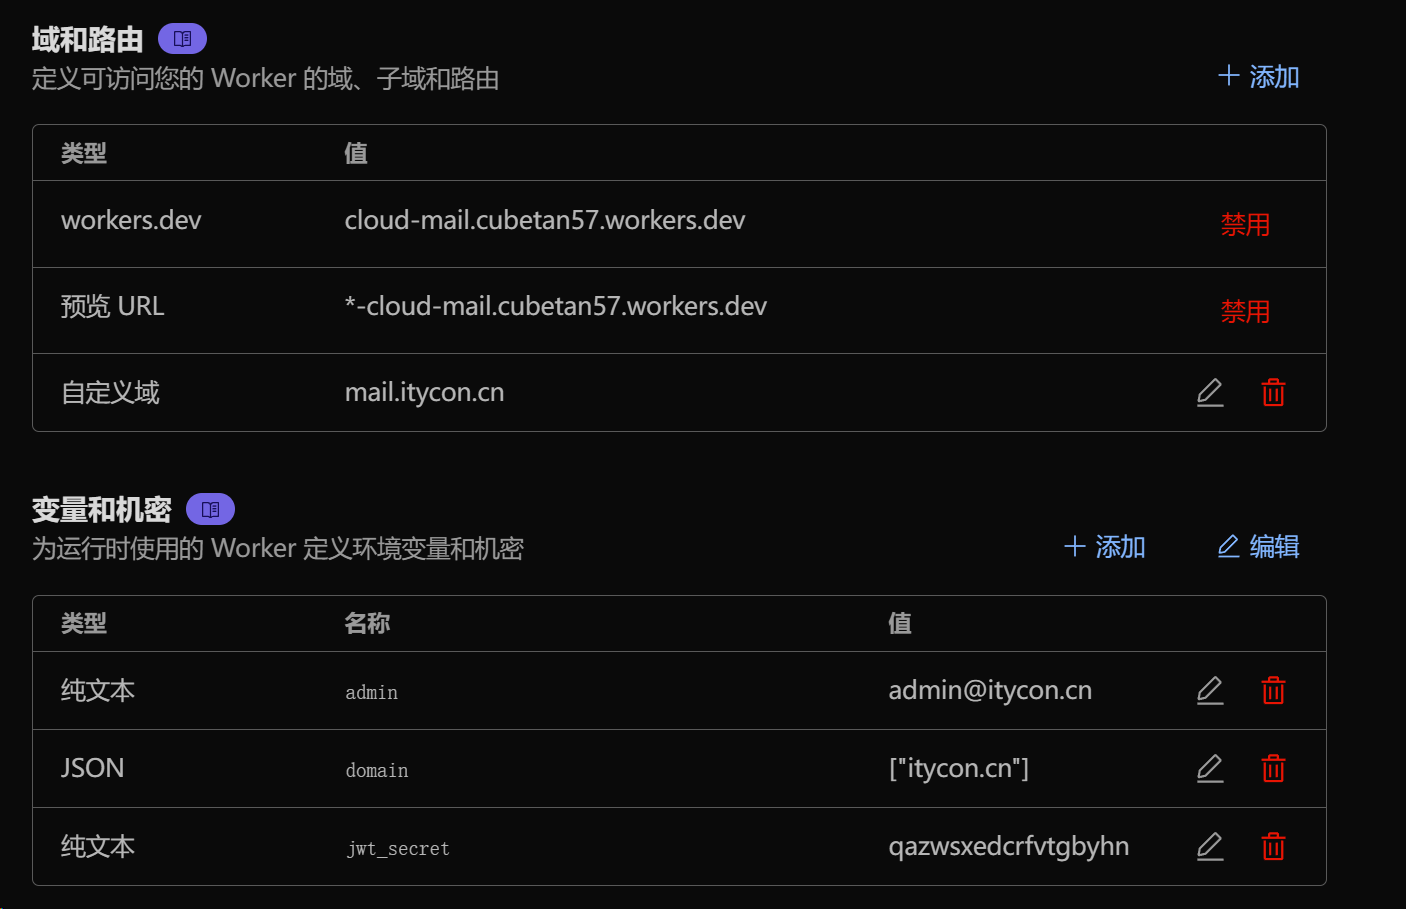 域和路由
定义可访问您的 Worker 的域、子域和路由
+ 添加
类型 值
workers.dev cloud-mail.cubetan57.workers.dev 禁用
预览 URL *-cloud-mail.cubetan57.workers.dev 禁用
自定义域 mail.itycon.cn
变量和机密
为运行时使用的 Worker 定义环境变量和机密
+ 添加 编辑
类型 名称 值
纯文本 admin admin@itycon.cn
JSON domain ["itycon.cn"]
纯文本 jwt_secret qazwsxedcrfvtgbyhn